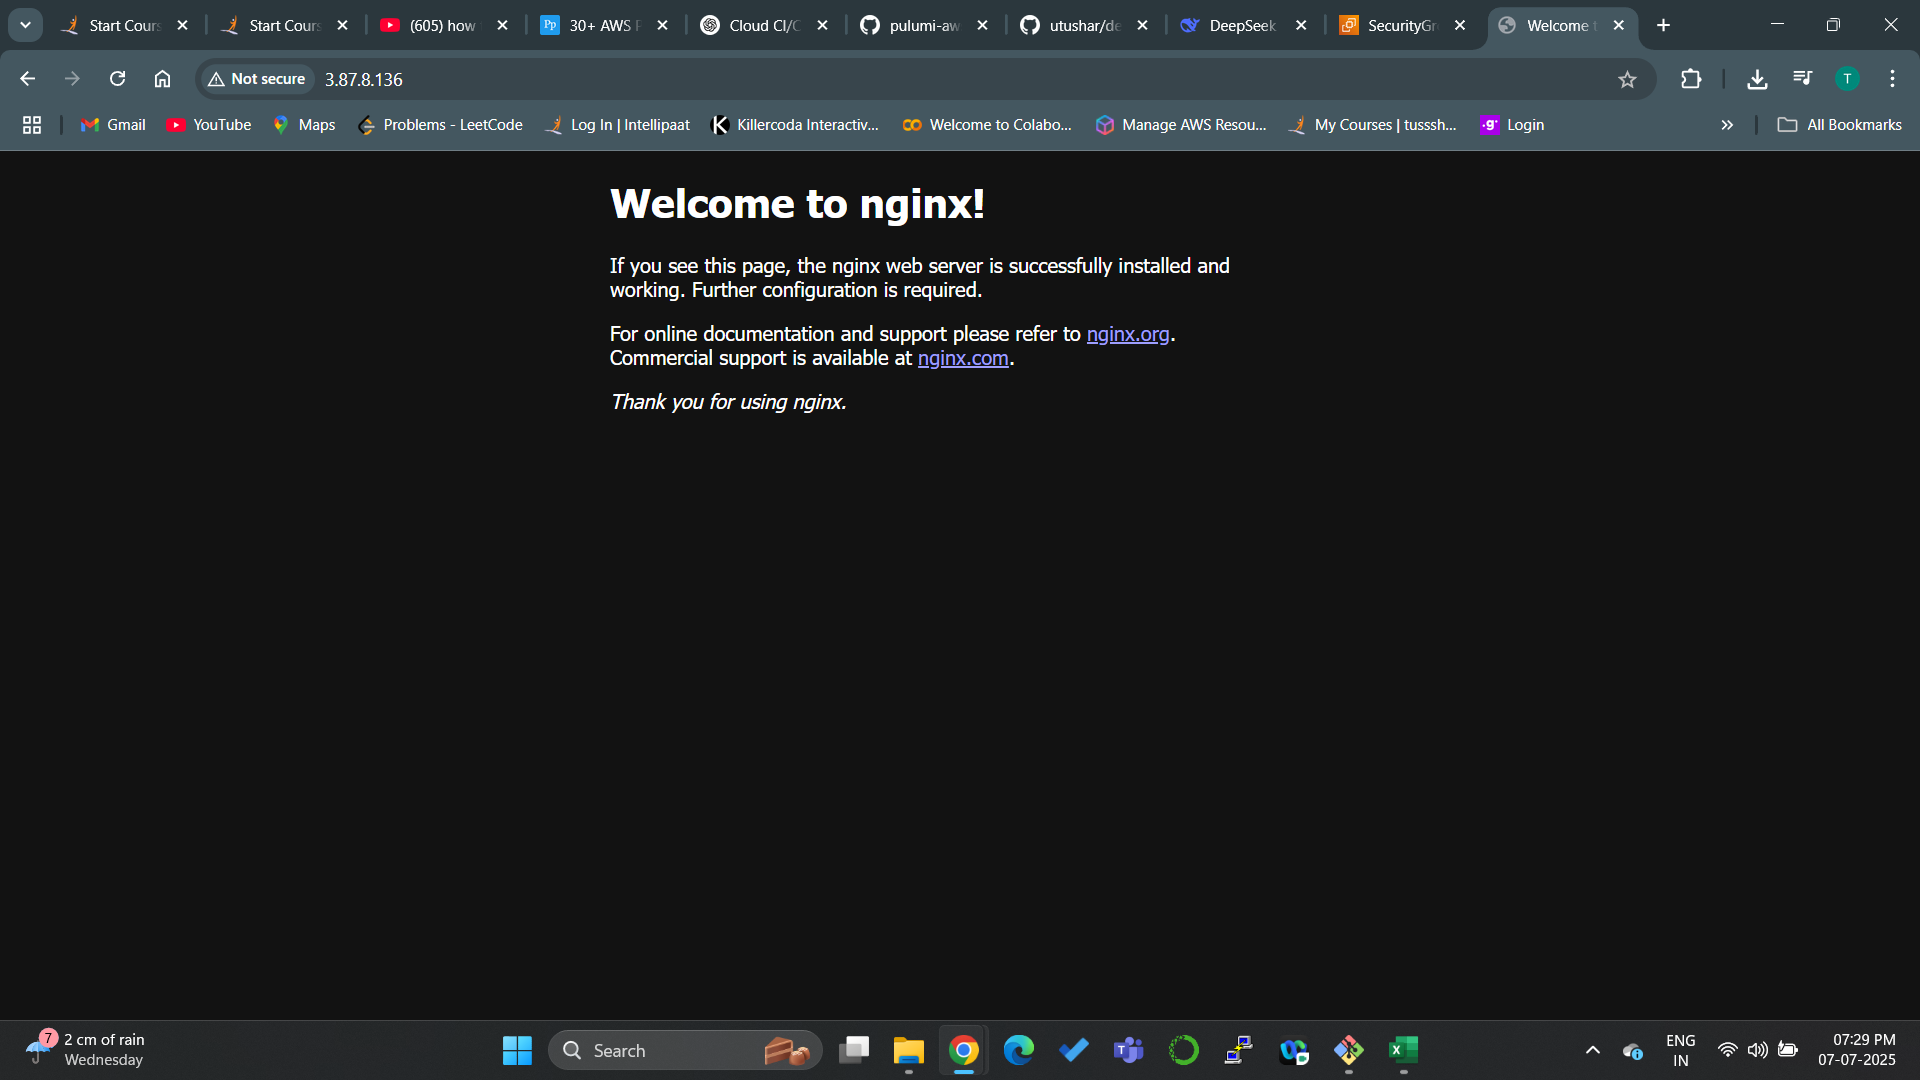 Start Cours
Start Cours
(605) how
30+ AWS P
Cloud CI/C
pulumi-aw
utushar/de
DeepSeek
SecurityGr
Welcome t
Not secure
3.87.8.136
T
Gmail
YouTube
Maps
Problems - LeetCode
Log In | Intellipaat
Killercoda Interactiv...
Welcome to Colabo...
Manage AWS Resou...
My Courses | tusssh...
Login
All Bookmarks
Welcome to nginx!
If you see this page, the nginx web server is successfully installed and
working. Further configuration is required.
For online documentation and support please refer to nginx.org.
Commercial support is available at nginx.com.
Thank you for using nginx.
7
2 cm of rain
Wednesday
Search
ENG
IN
07:29 PM
07-07-2025